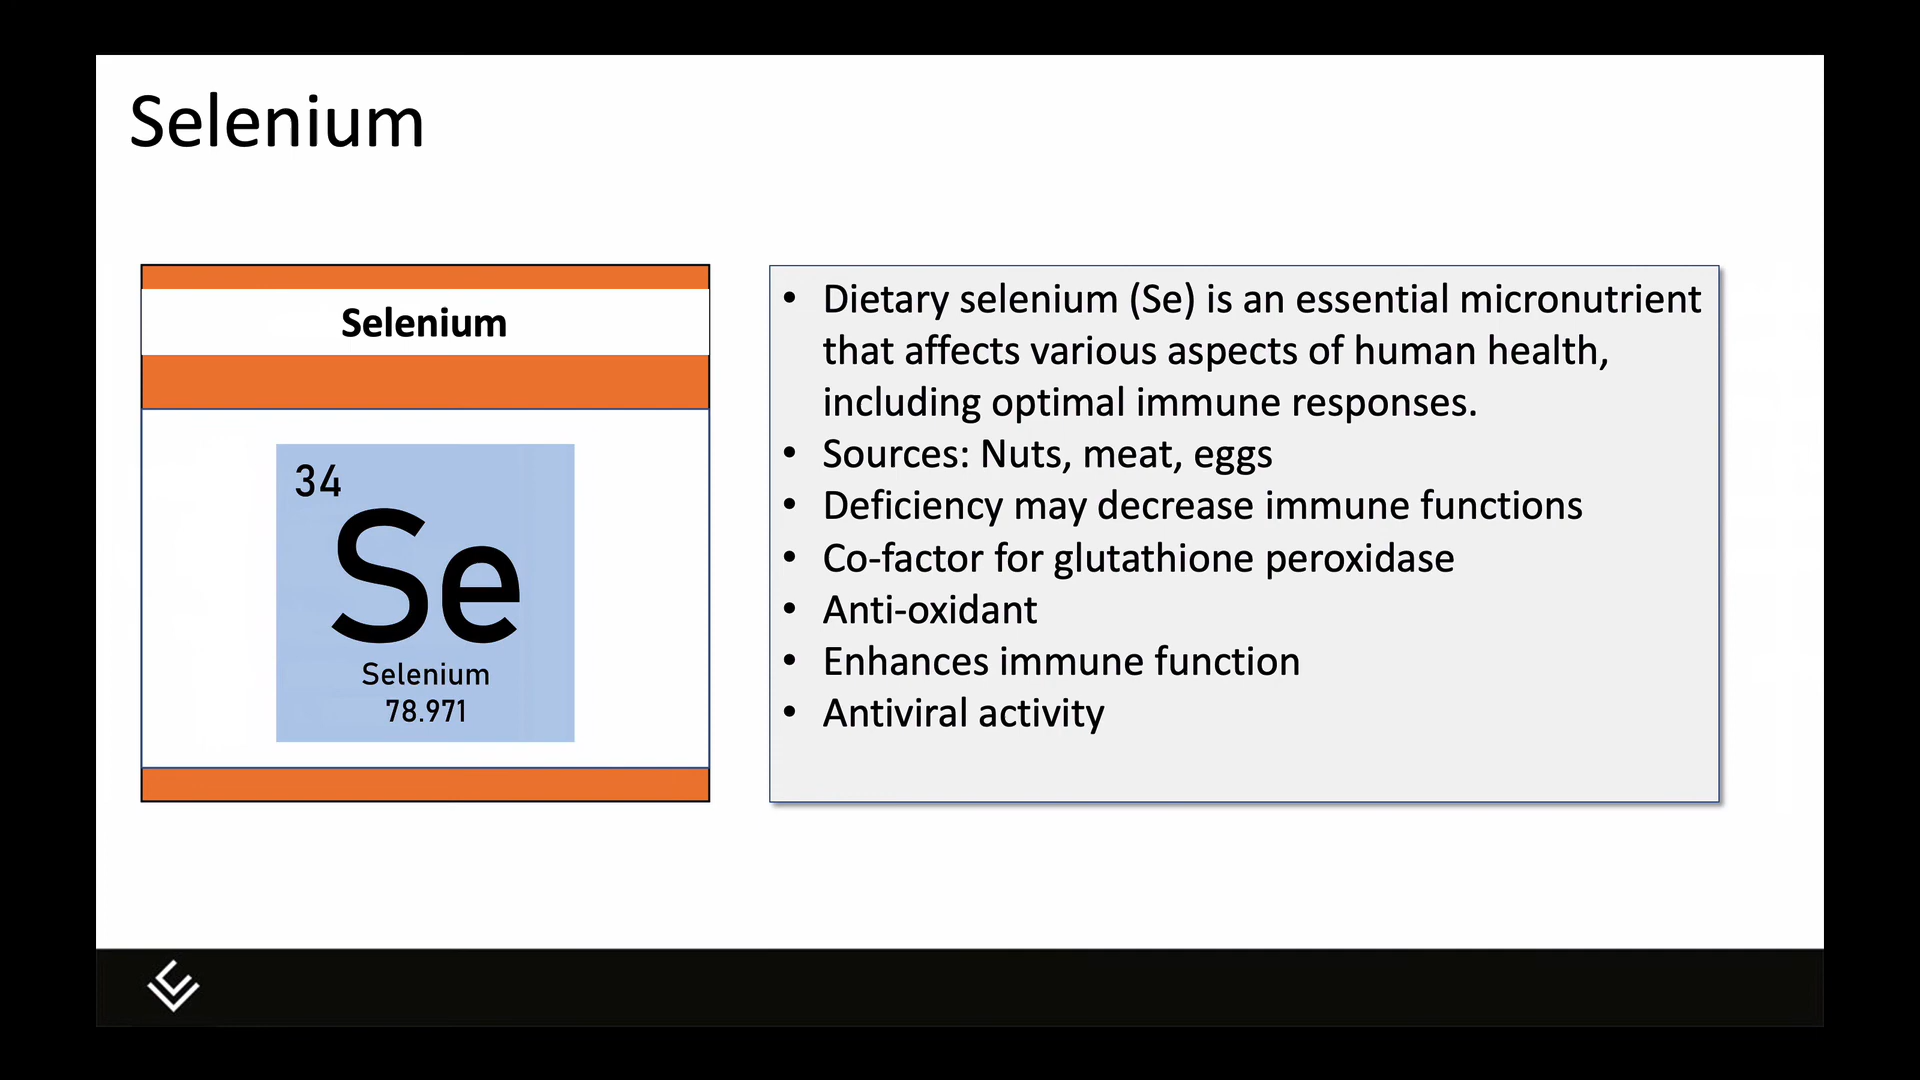 Selenium
Selenium
34
Se
Selenium
78.971
• Dietary selenium (Se) is an essential micronutrient
that affects various aspects of human health,
including optimal immune responses.
• Sources: Nuts, meat, eggs
• Deficiency may decrease immune functions
• Co-factor for glutathione peroxidase
• Anti-oxidant
• Enhances immune function
• Antiviral activity